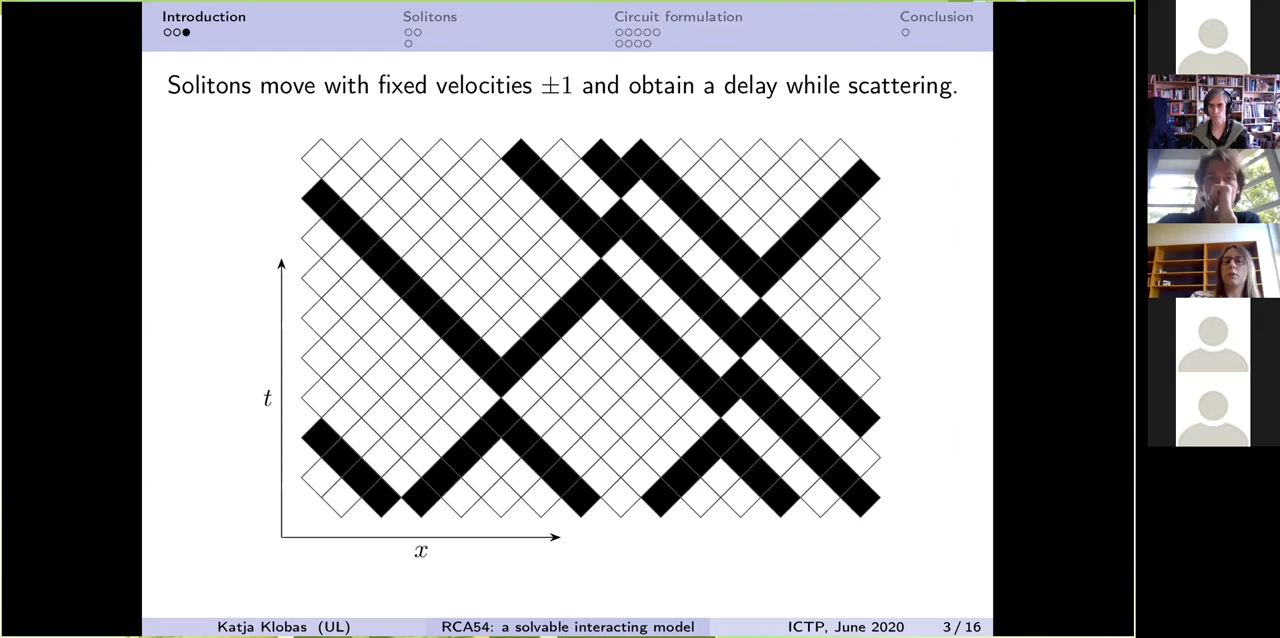 Introduction Solitons Circuit formulation Conclusion
Solitons move with fixed velocities ±1 and obtain a delay while scattering.
t
x
Katja Klobas (UL) RCA54: a solvable interacting model ICTP, June 2020 3 / 16